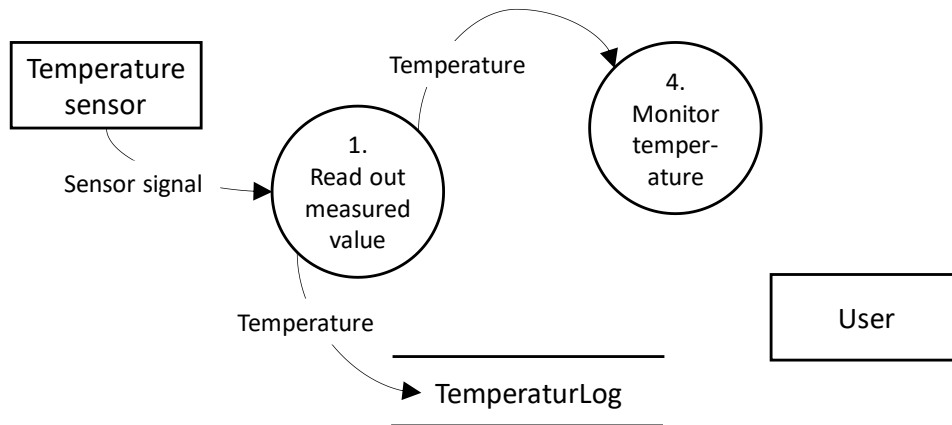 Temperature
sensor
Sensor signal
1.
Read out
measured
value
Temperature
4.
Monitor
temper-
ature
Temperature
TemperaturLog
User